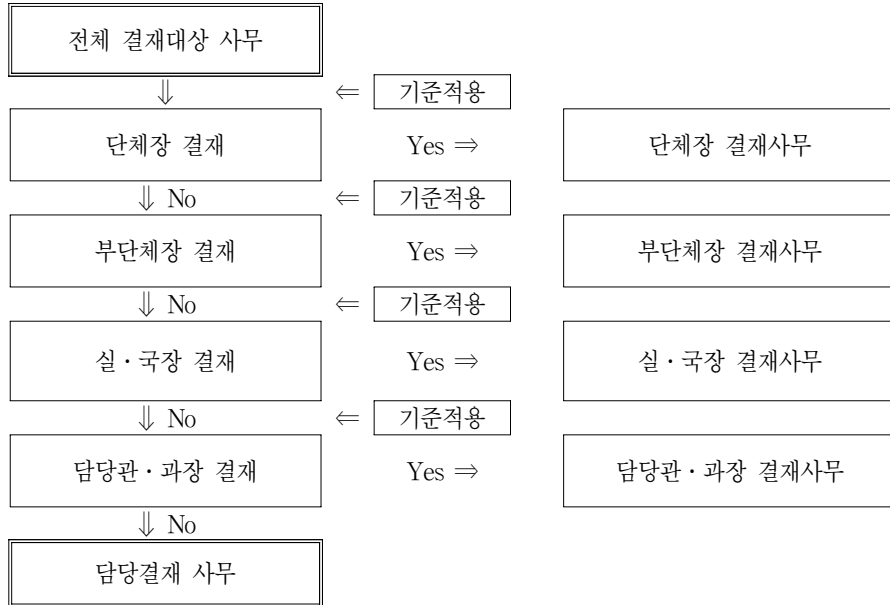 전체 결재대상 사무
⇓ ⇐ 기준적용
단체장 결재 Yes ⇒ 단체장 결재사무
⇓ No ⇐ 기준적용
부단체장 결재 Yes ⇒ 부단체장 결재사무
⇓ No ⇐ 기준적용
실・국장 결재 Yes ⇒ 실・국장 결재사무
⇓ No ⇐ 기준적용
담당관・과장 결재 Yes ⇒ 담당관・과장 결재사무
⇓ No
담당결재 사무